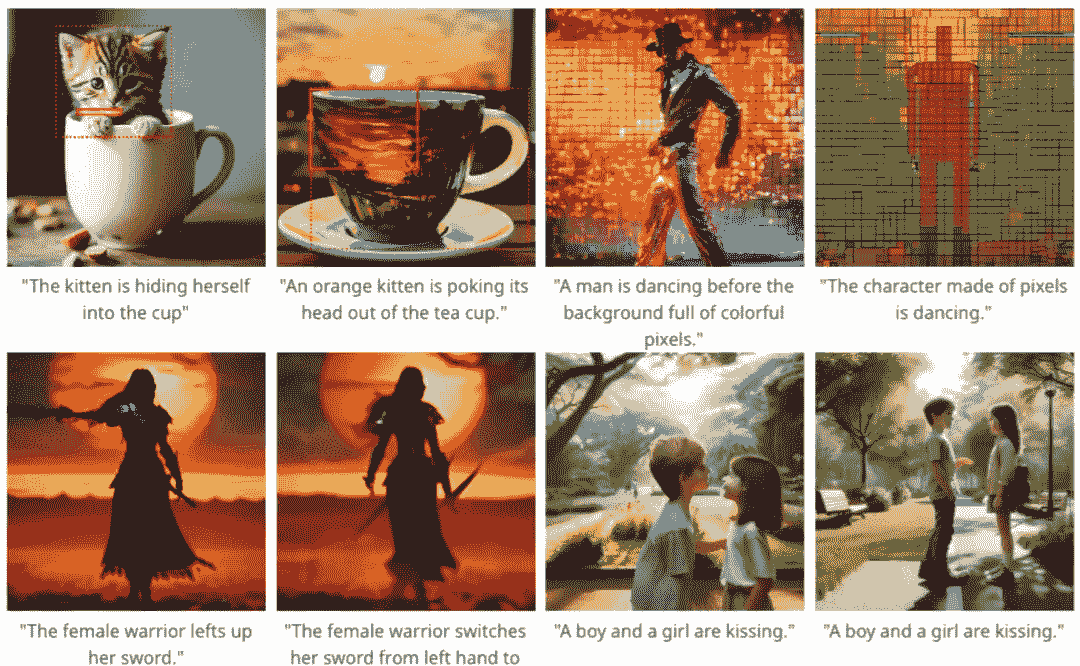 "The kitten is hiding herself
into the cup"
"An orange kitten is poking its
head out of the tea cup."
"A man is dancing before the
background full of colorful
pixels."
"The character made of pixels
is dancing."
"The female warrior lefts up
her sword."
"The female warrior switches
her sword from left hand to
"A boy and a girl are kissing."
"A boy and a girl are kissing."